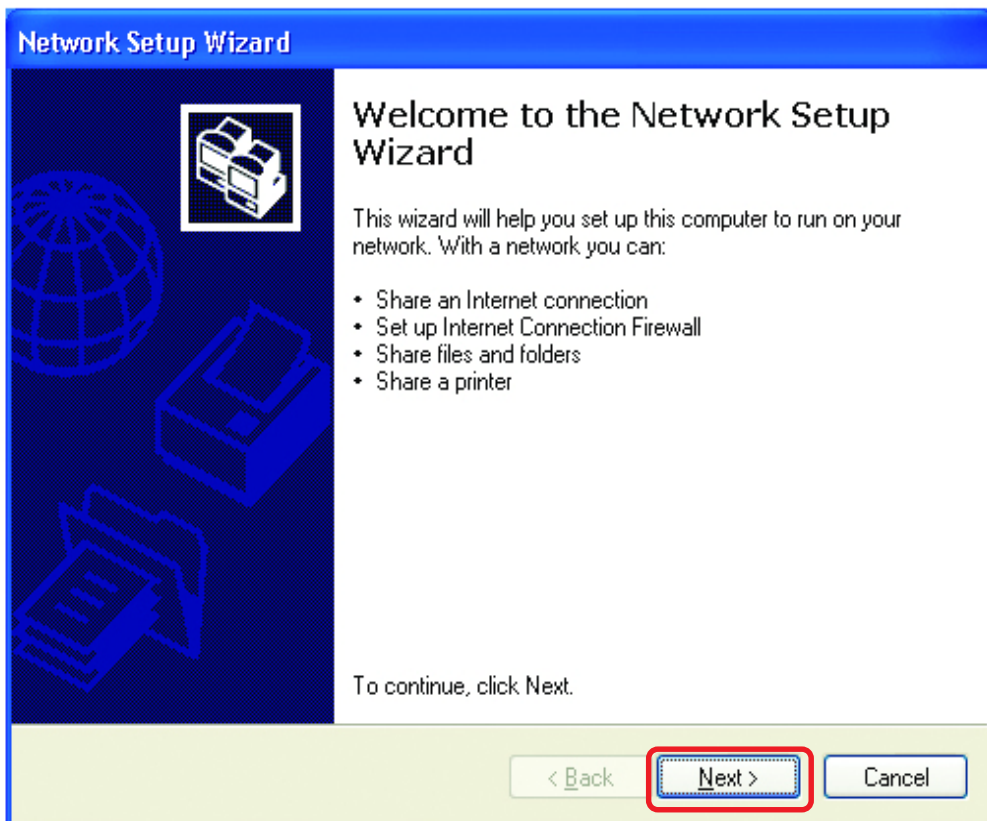 Network Setup Wizard
Welcome to the Network Setup
Wizard
This wizard will help you set up this computer to run on your
network. With a network you can:
• Share an Internet connection
• Set up Internet Connection Firewall
• Share files and folders
• Share a printer
To continue, click Next.
< Back
Next >
Cancel